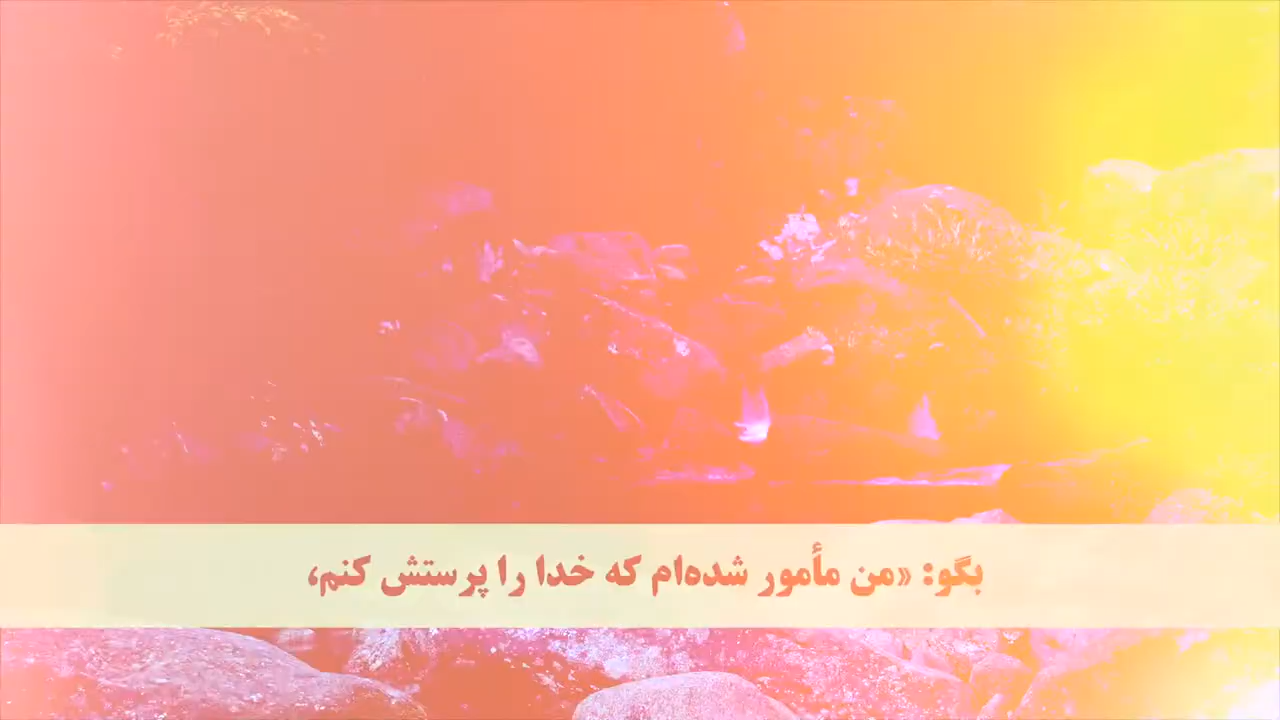 بگو: «من مأمور شده‌ام که خدا را پرستش کنم،